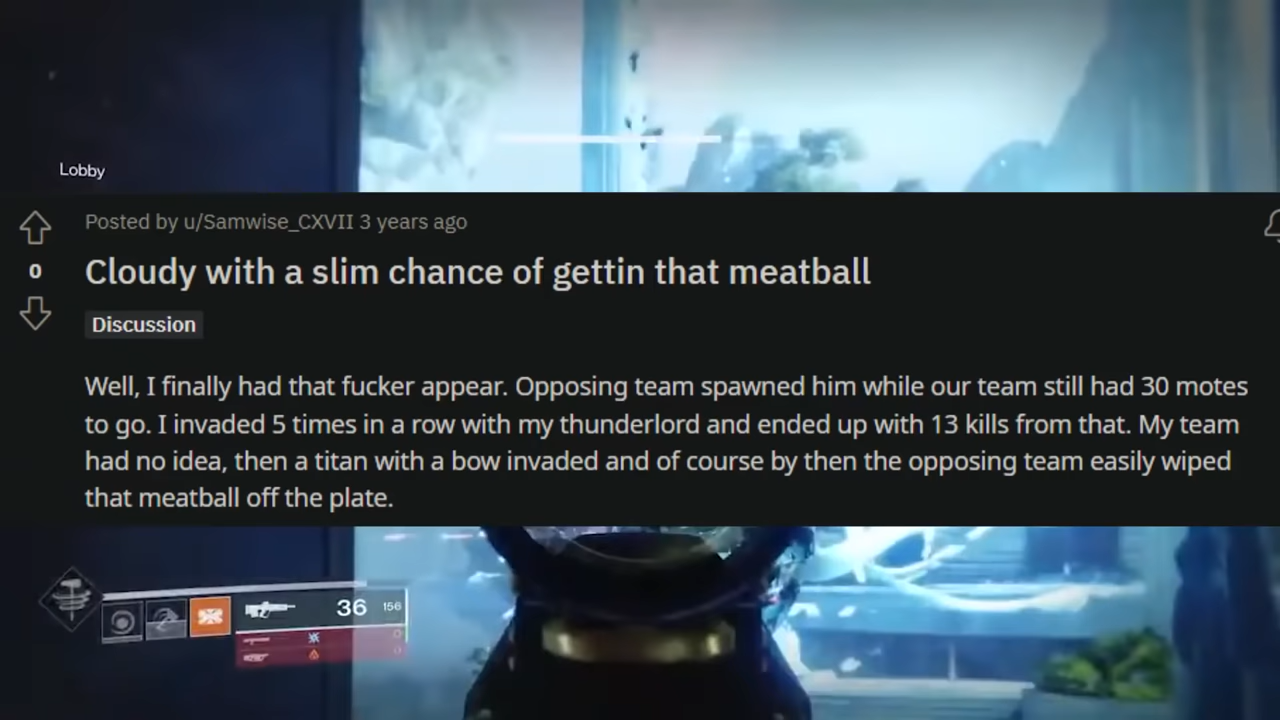 Lobby
Posted by u/Samwise_CXVII 3 years ago
0
Cloudy with a slim chance of gettin that meatball
Discussion
Well, I finally had that fucker appear. Opposing team spawned him while our team still had 30 motes
to go. I invaded 5 times in a row with my thunderlord and ended up with 13 kills from that. My team
had no idea, then a titan with a bow invaded and of course by then the opposing team easily wiped
that meatball off the plate.
36 156
0
0